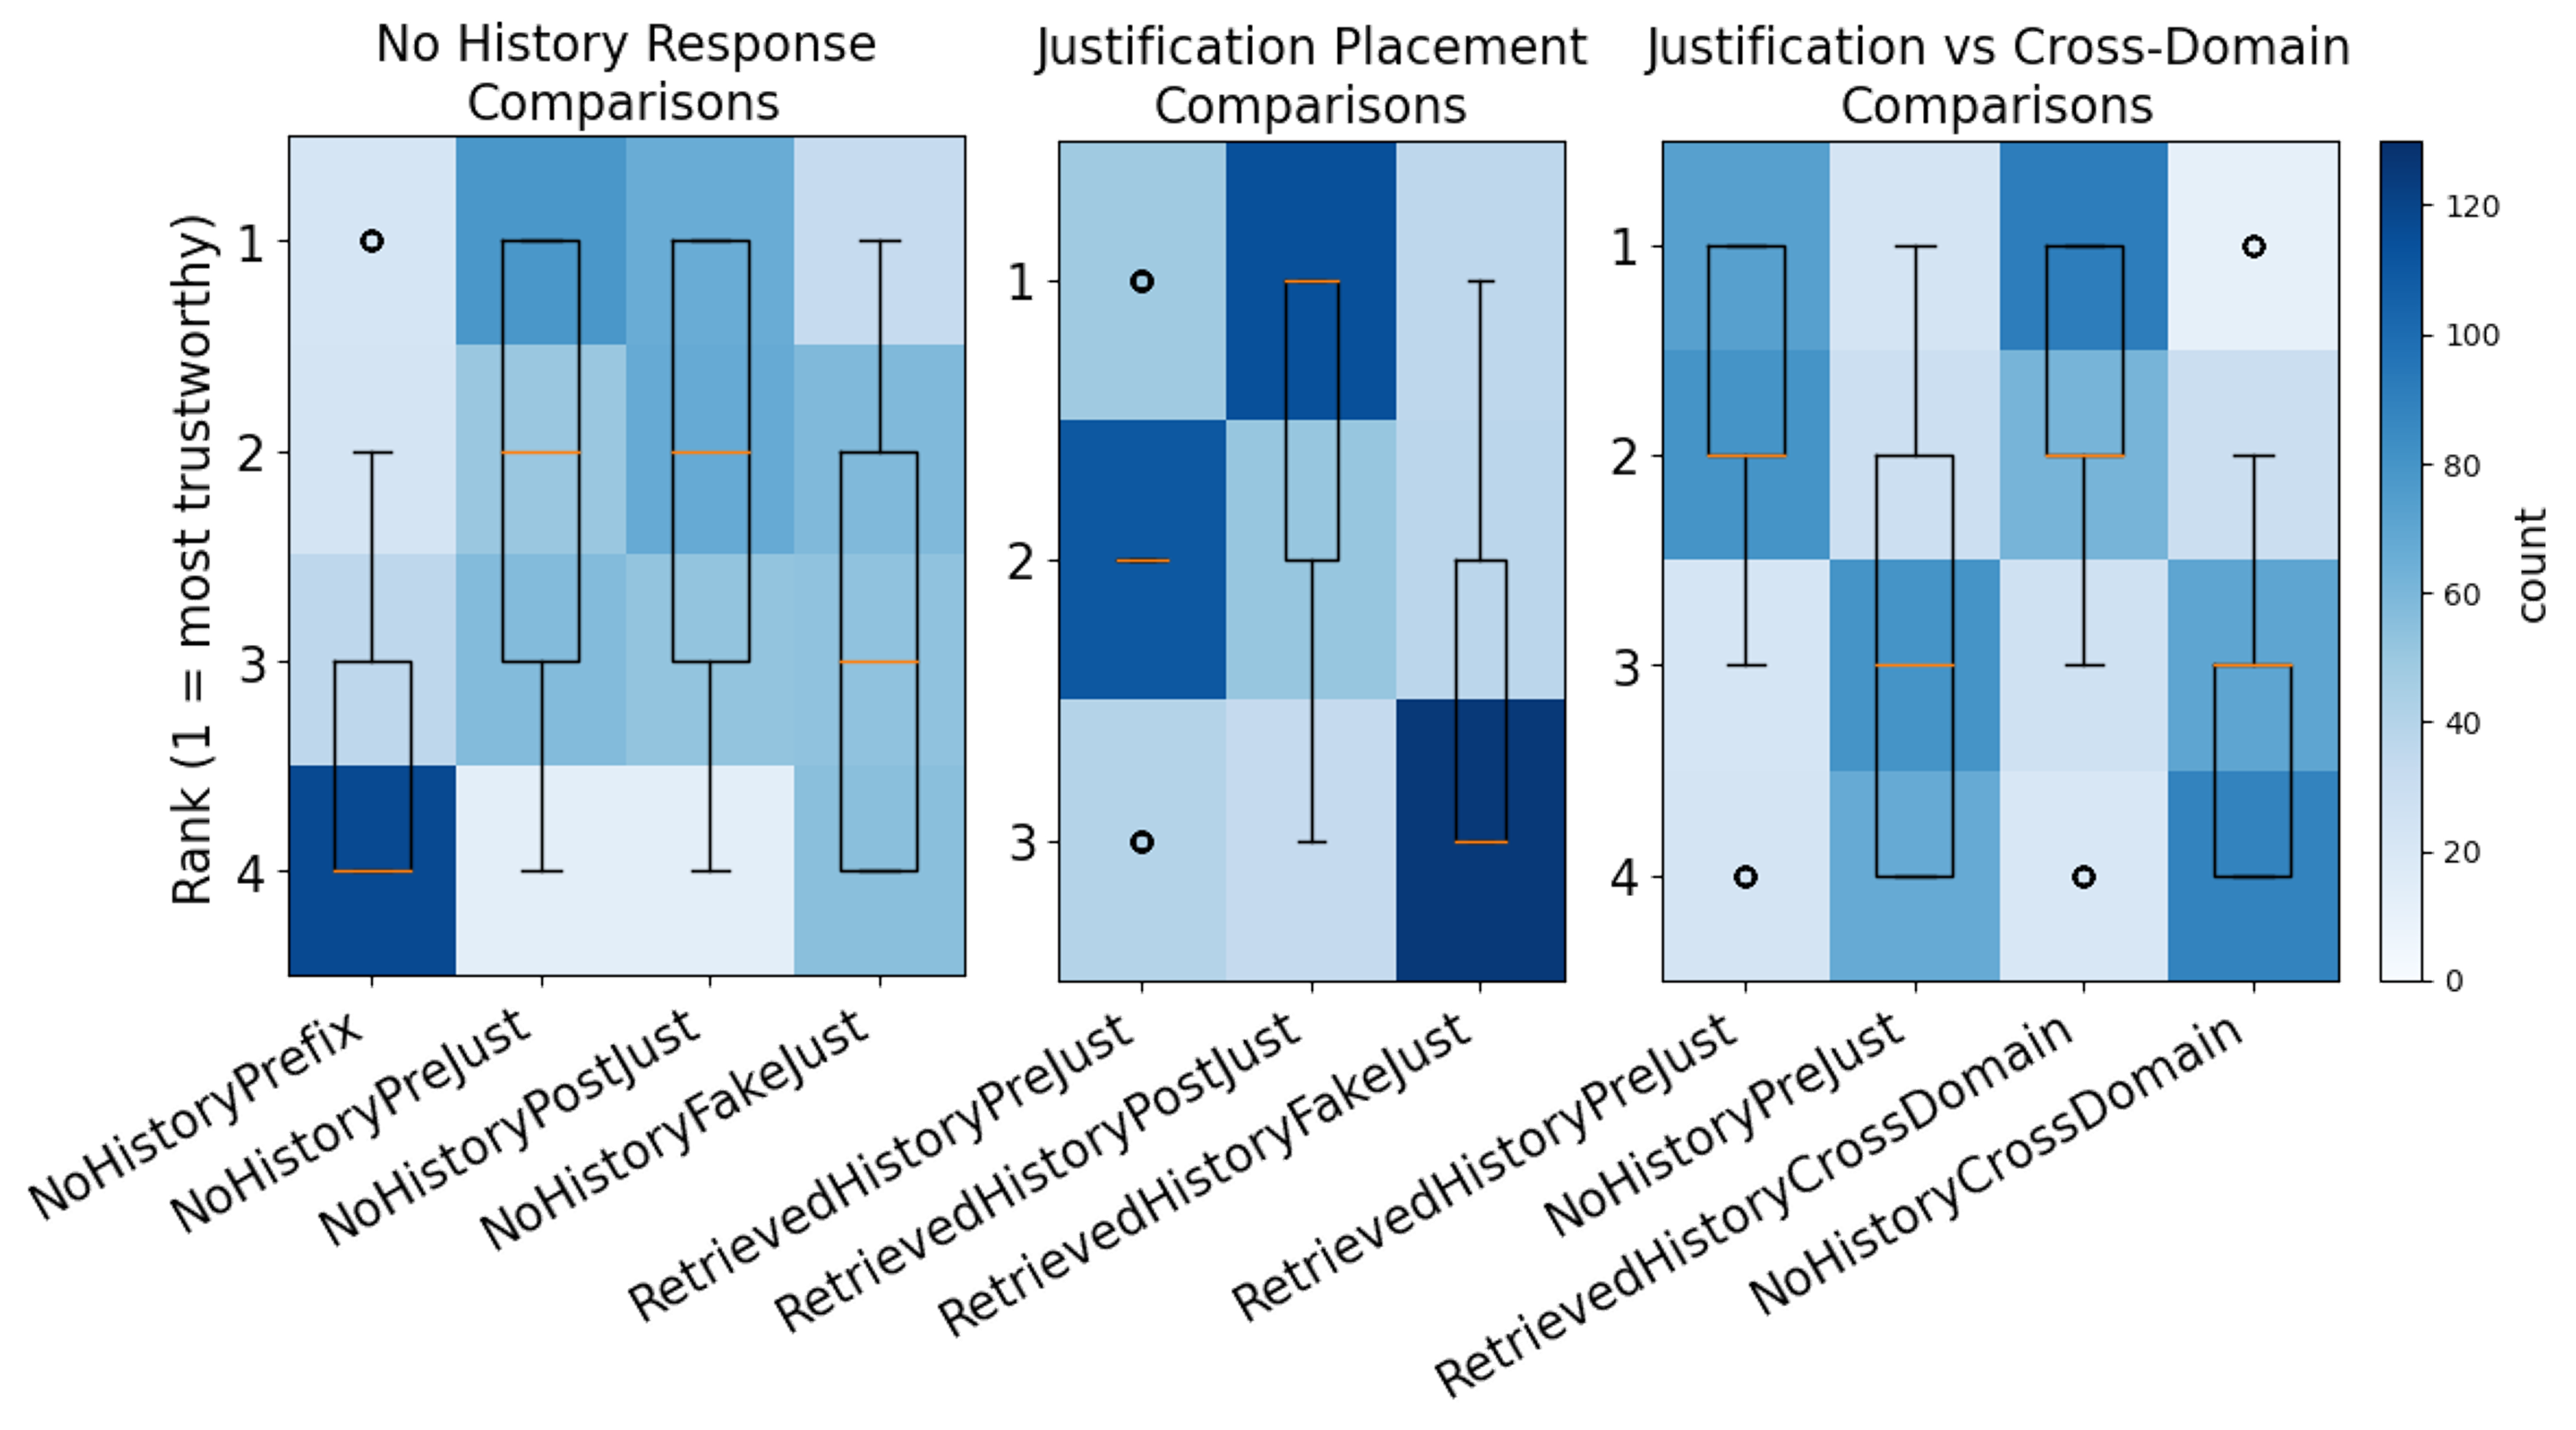 No History Response
Comparisons
Justification Placement
Comparisons
Justification vs Cross-Domain
Comparisons
Rank (1 = most trustworthy)
1
2
3
4
NoHistoryPrefix
NoHistoryPreJust
NoHistoryPostJust
NoHistoryFakeJust
1
2
3
RetrievedHistoryPreJust
RetrievedHistoryPostJust
RetrievedHistoryFakeJust
1
2
3
4
RetrievedHistoryPreJust
NoHistoryPreJust
RetrievedHistoryCrossDomain
NoHistoryCrossDomain
120
100
80
60
40
20
0
count